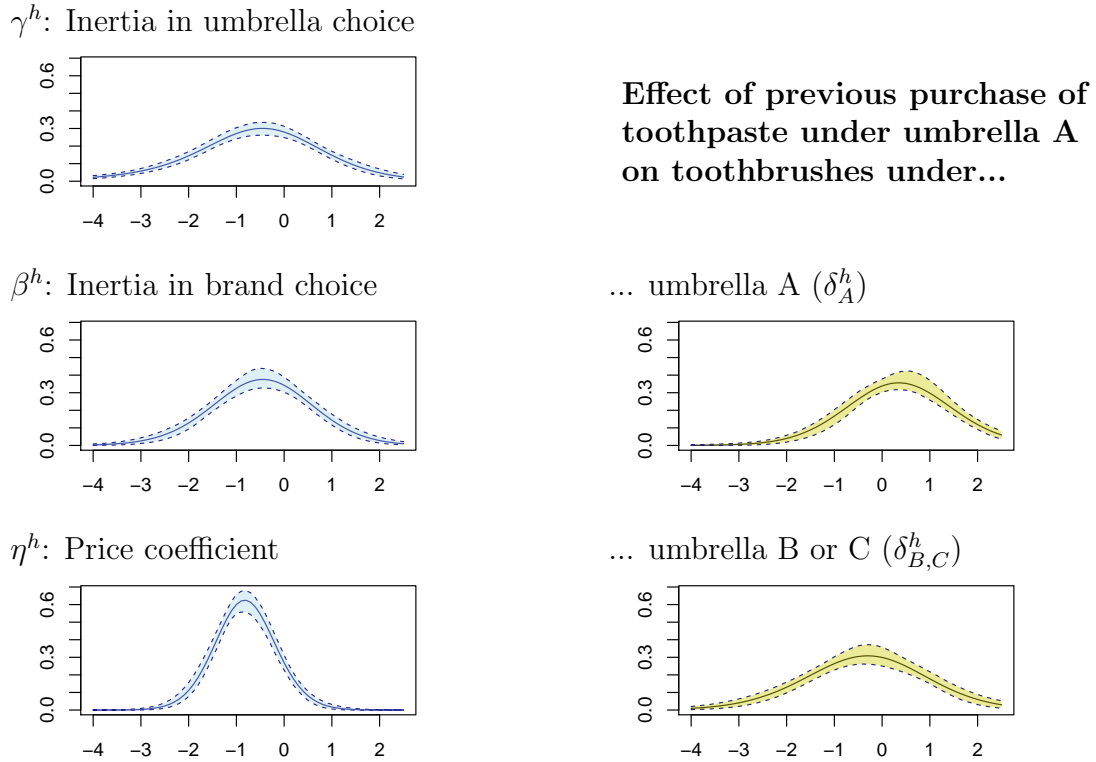 γ^h: Inertia in umbrella choice
0.0 0.3 0.6
−4 −3 −2 −1 0 1 2
Effect of previous purchase of
toothpaste under umbrella A
on toothbrushes under...
β^h: Inertia in brand choice
0.0 0.3 0.6
−4 −3 −2 −1 0 1 2
... umbrella A (δ_A^h)
0.0 0.3 0.6
−4 −3 −2 −1 0 1 2
η^h: Price coefficient
0.0 0.3 0.6
−4 −3 −2 −1 0 1 2
... umbrella B or C (δ_{B,C}^h)
0.0 0.3 0.6
−4 −3 −2 −1 0 1 2